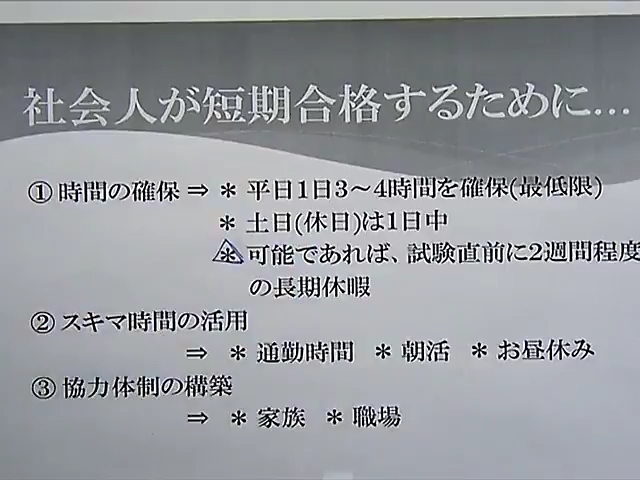 社会人が短期合格するために…
① 時間の確保 ⇒ ＊ 平日1日3～4時間を確保(最低限)
＊ 土日(休日)は1日中
＊ 可能であれば、試験直前に2週間程度
の長期休暇
② スキマ時間の活用
⇒ ＊ 通勤時間 ＊ 朝活 ＊ お昼休み
③ 協力体制の構築
⇒ ＊ 家族 ＊ 職場